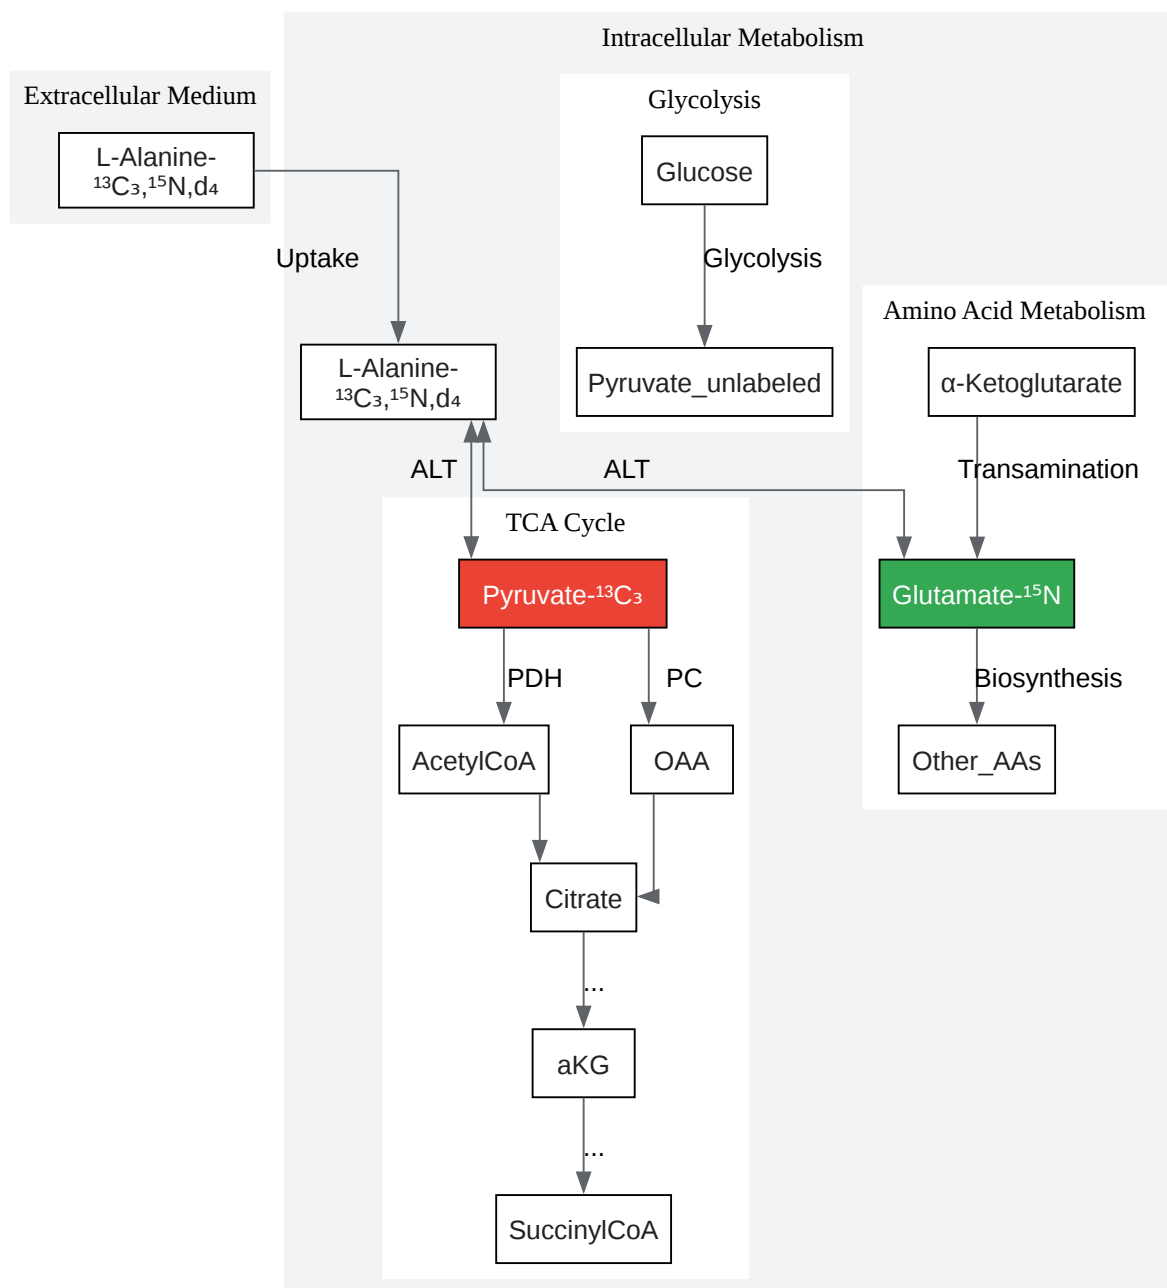 Intracellular Metabolism
Extracellular Medium
L-Alanine-
¹³C₃,¹⁵N,d₄
Uptake
L-Alanine-
¹³C₃,¹⁵N,d₄
Glycolysis
Glucose
Glycolysis
Pyruvate_unlabeled
Amino Acid Metabolism
α-Ketoglutarate
Transamination
ALT
ALT
Glutamate-¹⁵N
Biosynthesis
Other_AAs
TCA Cycle
Pyruvate-¹³C₃
PDH
PC
AcetylCoA
OAA
Citrate
...
aKG
...
SuccinylCoA